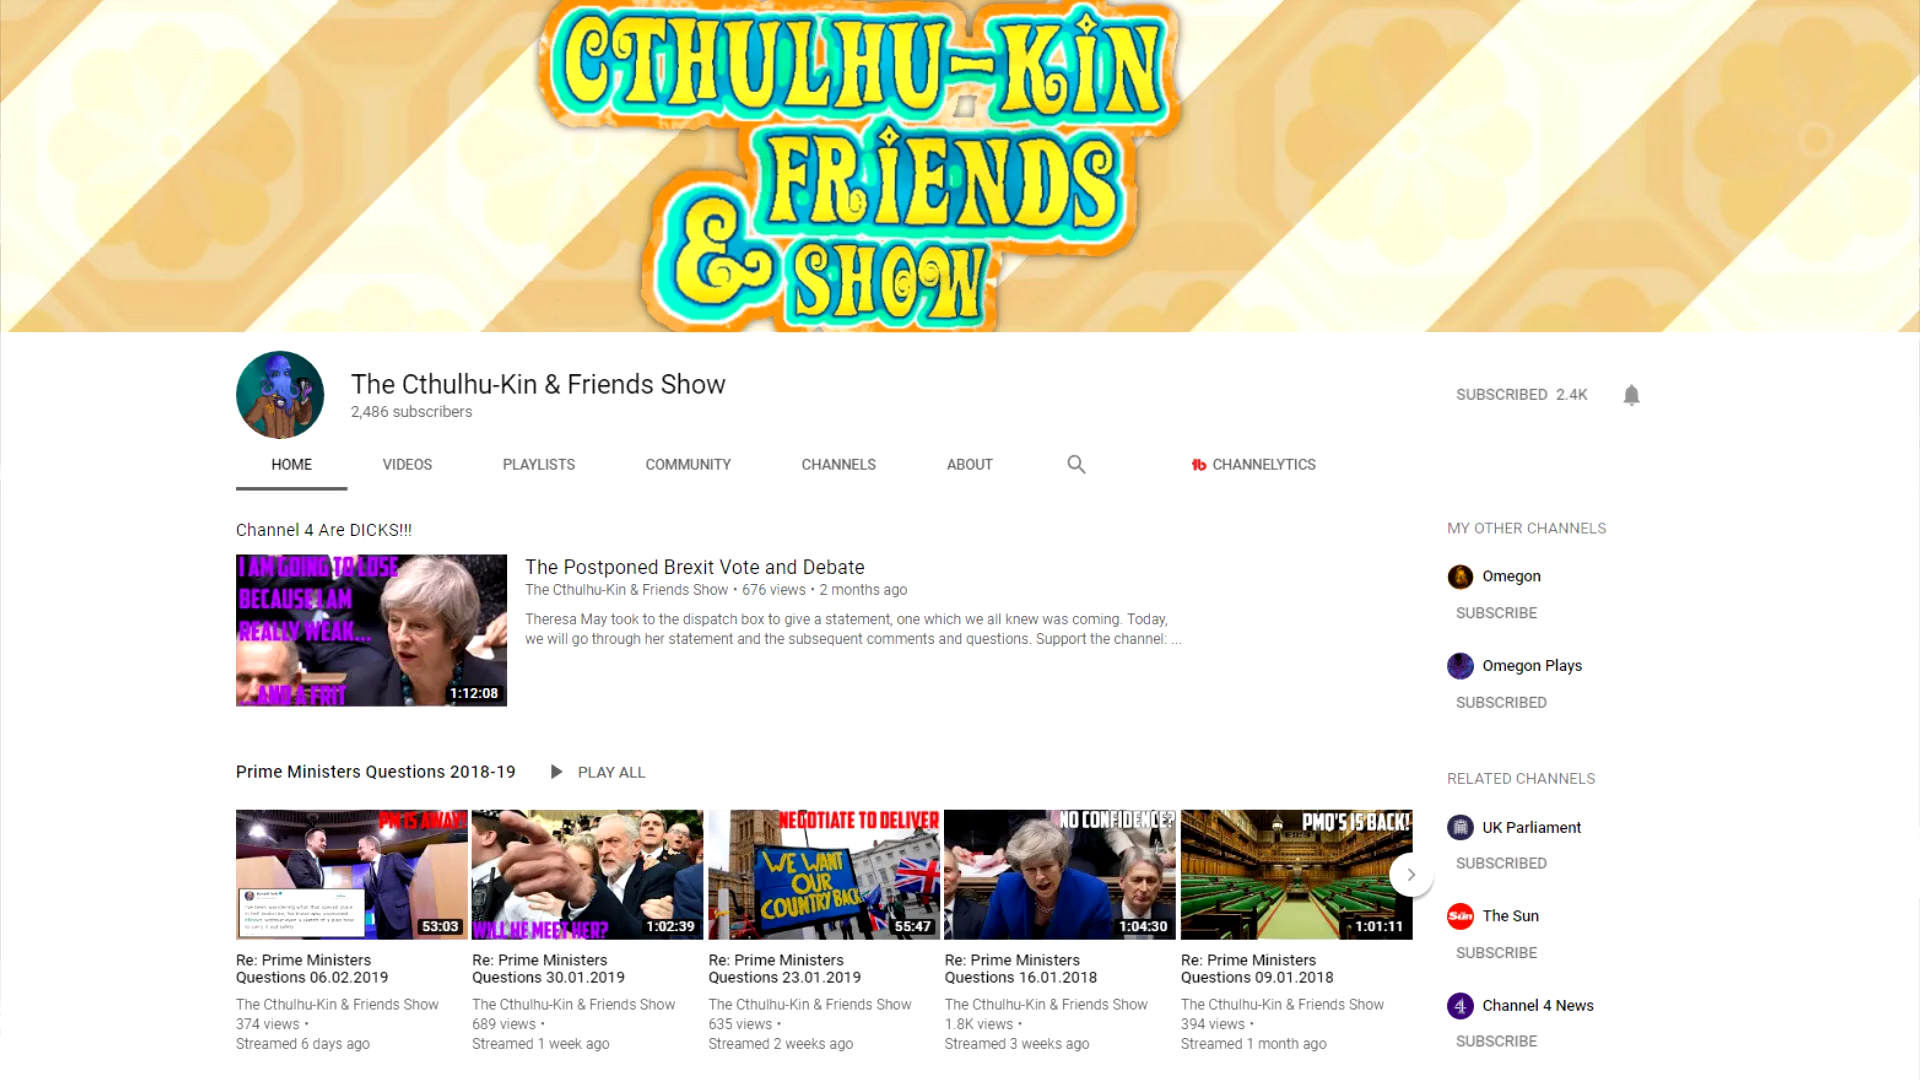 CTHULHU-KIN
FRIENDS
& SHOW
The Cthulhu-Kin & Friends Show
2,486 subscribers
SUBSCRIBED 2.4K
HOME
VIDEOS
PLAYLISTS
COMMUNITY
CHANNELS
ABOUT
CHANNELYTICS
Channel 4 Are DICKS!!!
I AM GOING TO LOSE
BECAUSE I AM
REALLY WEAK...
...AND A FRIT
1:12:08
The Postponed Brexit Vote and Debate
The Cthulhu-Kin & Friends Show • 676 views • 2 months ago
Theresa May took to the dispatch box to give a statement, one which we all knew was coming. Today,
we will go through her statement and the subsequent comments and questions. Support the channel: ...
MY OTHER CHANNELS
Omegon
SUBSCRIBE
Omegon Plays
SUBSCRIBED
Prime Ministers Questions 2018-19
PLAY ALL
PM IS AWAY!
53:03
WILL HE MEET HER?
1:02:39
NEGOTIATE TO DELIVER
WE WANT
OUR
COUNTRY BACK
55:47
NO CONFIDENCE?
1:04:30
PMQ'S IS BACK!
1:01:11
Re: Prime Ministers
Questions 06.02.2019
The Cthulhu-Kin & Friends Show
374 views •
Streamed 6 days ago
Re: Prime Ministers
Questions 30.01.2019
The Cthulhu-Kin & Friends Show
689 views •
Streamed 1 week ago
Re: Prime Ministers
Questions 23.01.2019
The Cthulhu-Kin & Friends Show
635 views •
Streamed 2 weeks ago
Re: Prime Ministers
Questions 16.01.2018
The Cthulhu-Kin & Friends Show
1.8K views •
Streamed 3 weeks ago
Re: Prime Ministers
Questions 09.01.2018
The Cthulhu-Kin & Friends Show
394 views •
Streamed 1 month ago
RELATED CHANNELS
UK Parliament
SUBSCRIBED
Sun
The Sun
SUBSCRIBE
4
Channel 4 News
SUBSCRIBE